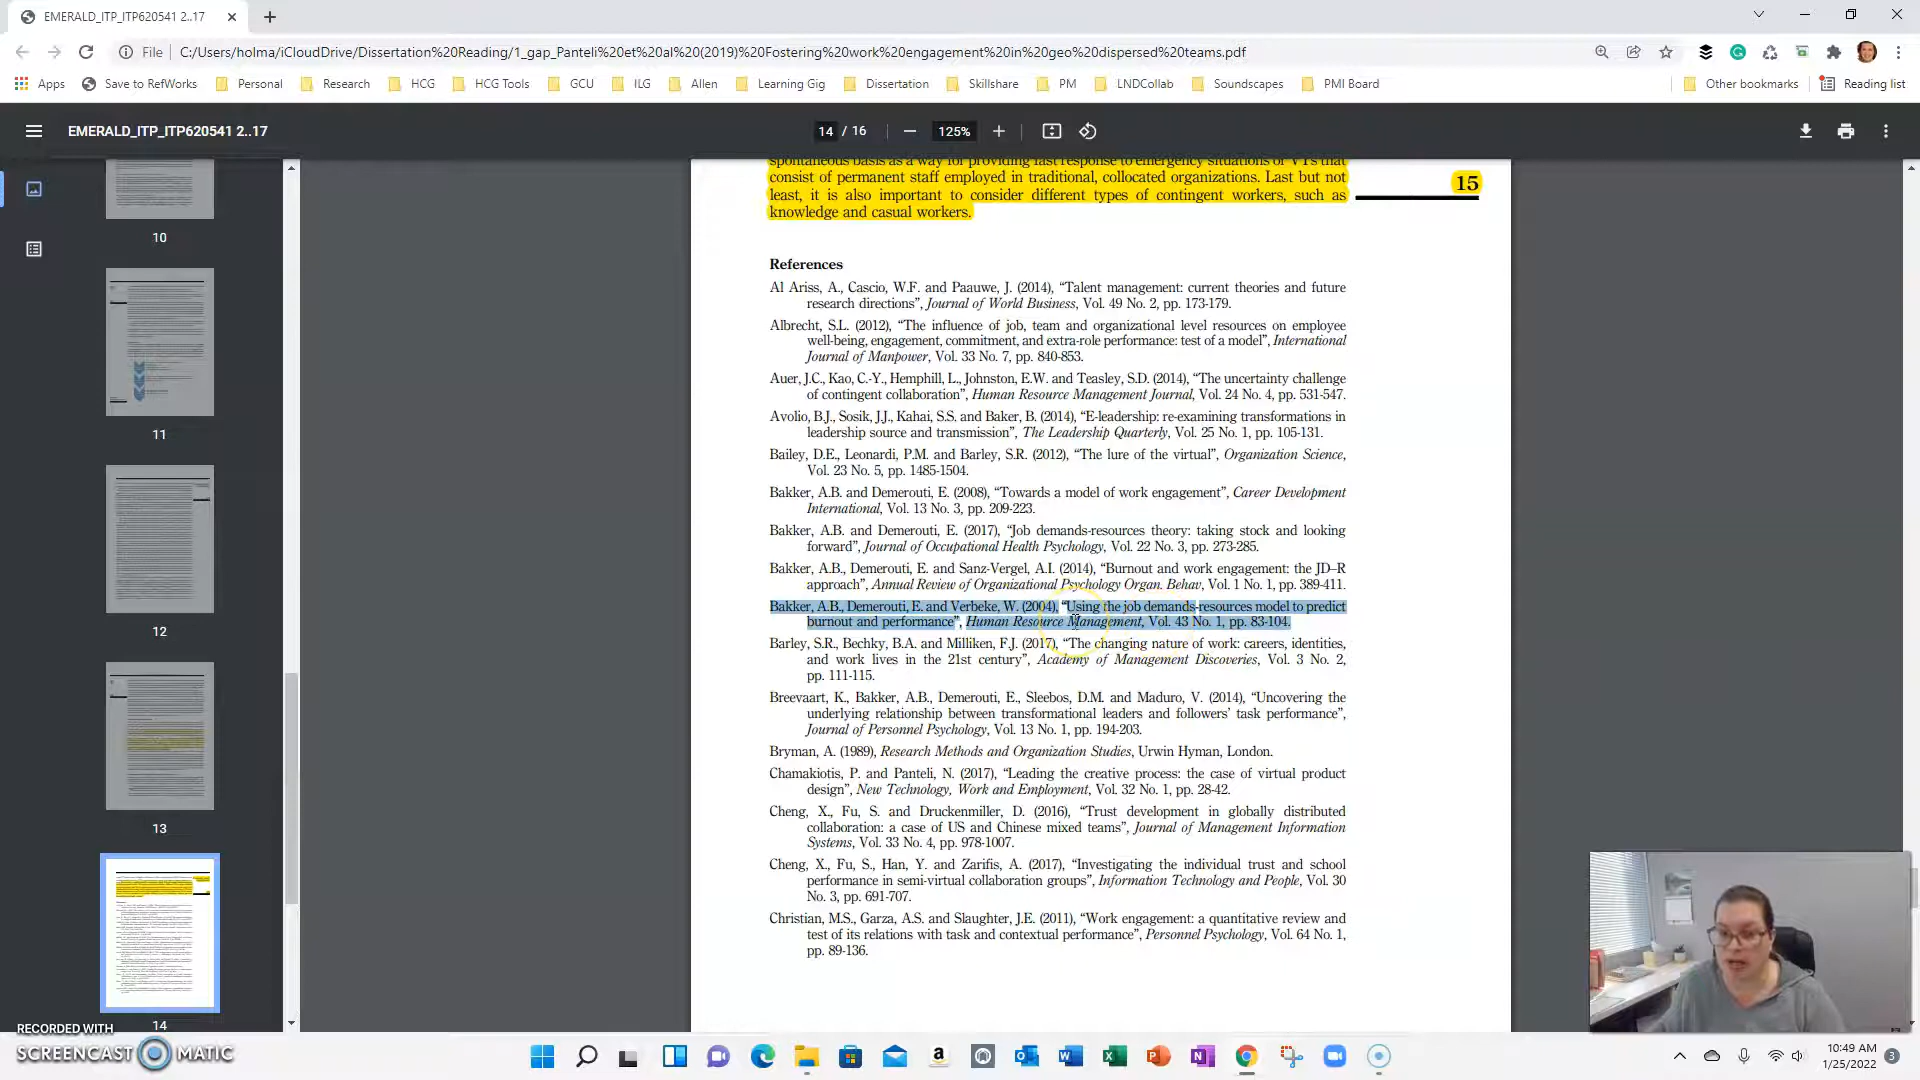 EMERALD_ITP_ITP620541 2..17
File C:/Users/holma/iCloudDrive/Dissertation%20Reading/1_gap_Panteli%20et%20al%20(2019)%20Fostering%20work%20engagement%20in%20geo%20dispersed%20teams.pdf
Apps Save to RefWorks Personal Research HCG HCG Tools GCU ILG Allen Learning Gig Dissertation Skillshare PM LNDCollab Soundscapes PMI Board Other bookmarks Reading list
EMERALD_ITP_ITP620541 2..17 14 / 16 125%
10
11
12
13
14
spontaneous basis as a way for providing fast response to emergency situations or VTs that
consist of permanent staff employed in traditional, collocated organizations. Last but not
least, it is also important to consider different types of contingent workers, such as
knowledge and casual workers.
15
References
Al Ariss, A., Cascio, W.F. and Paauwe, J. (2014), “Talent management: current theories and future
research directions”, Journal of World Business, Vol. 49 No. 2, pp. 173-179.
Albrecht, S.L. (2012), “The influence of job, team and organizational level resources on employee
well-being, engagement, commitment, and extra-role performance: test of a model”, International
Journal of Manpower, Vol. 33 No. 7, pp. 840-853.
Auer, J.C., Kao, C.-Y., Hemphill, L., Johnston, E.W. and Teasley, S.D. (2014), “The uncertainty challenge
of contingent collaboration”, Human Resource Management Journal, Vol. 24 No. 4, pp. 531-547.
Avolio, B.J., Sosik, J.J., Kahai, S.S. and Baker, B. (2014), “E-leadership: re-examining transformations in
leadership source and transmission”, The Leadership Quarterly, Vol. 25 No. 1, pp. 105-131.
Bailey, D.E., Leonardi, P.M. and Barley, S.R. (2012), “The lure of the virtual”, Organization Science,
Vol. 23 No. 5, pp. 1485-1504.
Bakker, A.B. and Demerouti, E. (2008), “Towards a model of work engagement”, Career Development
International, Vol. 13 No. 3, pp. 209-223.
Bakker, A.B. and Demerouti, E. (2017), “Job demands-resources theory: taking stock and looking
forward”, Journal of Occupational Health Psychology, Vol. 22 No. 3, pp. 273-285.
Bakker, A.B., Demerouti, E. and Sanz-Vergel, A.I. (2014), “Burnout and work engagement: the JD–R
approach”, Annual Review of Organizational Psychology Organ. Behav, Vol. 1 No. 1, pp. 389-411.
Bakker, A.B., Demerouti, E. and Verbeke, W. (2004), “Using the job demands-resources model to predict
burnout and performance”, Human Resource Management, Vol. 43 No. 1, pp. 83-104.
Barley, S.R., Bechky, B.A. and Milliken, F.J. (2017), “The changing nature of work: careers, identities,
and work lives in the 21st century”, Academy of Management Discoveries, Vol. 3 No. 2,
pp. 111-115.
Breevaart, K., Bakker, A.B., Demerouti, E., Sleebos, D.M. and Maduro, V. (2014), “Uncovering the
underlying relationship between transformational leaders and followers’ task performance”,
Journal of Personnel Psychology, Vol. 13 No. 1, pp. 194-203.
Bryman, A. (1989), Research Methods and Organization Studies, Urwin Hyman, London.
Chamakiotis, P. and Panteli, N. (2017), “Leading the creative process: the case of virtual product
design”, New Technology, Work and Employment, Vol. 32 No. 1, pp. 28-42.
Cheng, X., Fu, S. and Druckenmiller, D. (2016), “Trust development in globally distributed
collaboration: a case of US and Chinese mixed teams”, Journal of Management Information
Systems, Vol. 33 No. 4, pp. 978-1007.
Cheng, X., Fu, S., Han, Y. and Zarifis, A. (2017), “Investigating the individual trust and school
performance in semi-virtual collaboration groups”, Information Technology and People, Vol. 30
No. 3, pp. 691-707.
Christian, M.S., Garza, A.S. and Slaughter, J.E. (2011), “Work engagement: a quantitative review and
test of its relations with task and contextual performance”, Personnel Psychology, Vol. 64 No. 1,
pp. 89-136.
RECORDED WITH
SCREENCAST MATIC
10:49 AM
1/25/2022
3